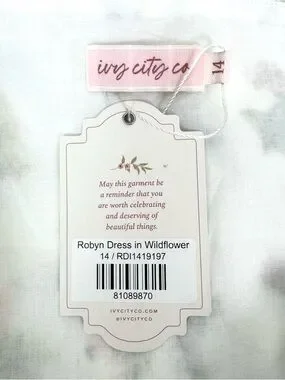 ivy city co
14
May this garment be
a reminder that you
are worth celebrating
and deserving of
beautiful things.
Robyn Dress in Wildflower
14 / RDI1419197
81089870
IVYCITYCO.COM
@IVYCITYCO